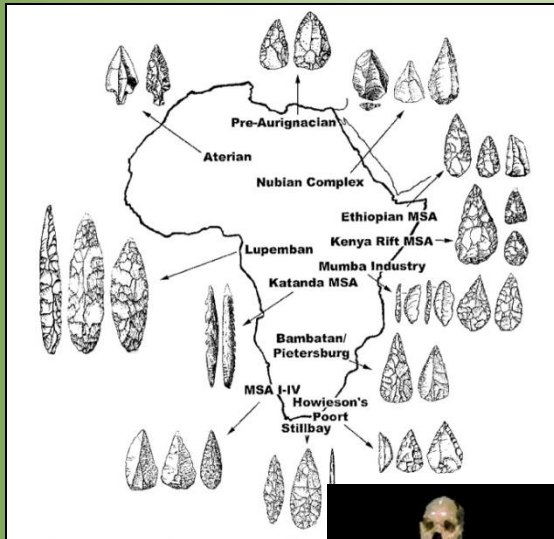 Pre-Aurignacian
Aterian
Nubian Complex
Ethiopian MSA
Kenya Rift MSA
Lupemban
Mumba Industry
Katanda MSA
Bambatan/
Pietersburg
MSA I-IV
Howieson's
Poort
Stillbay